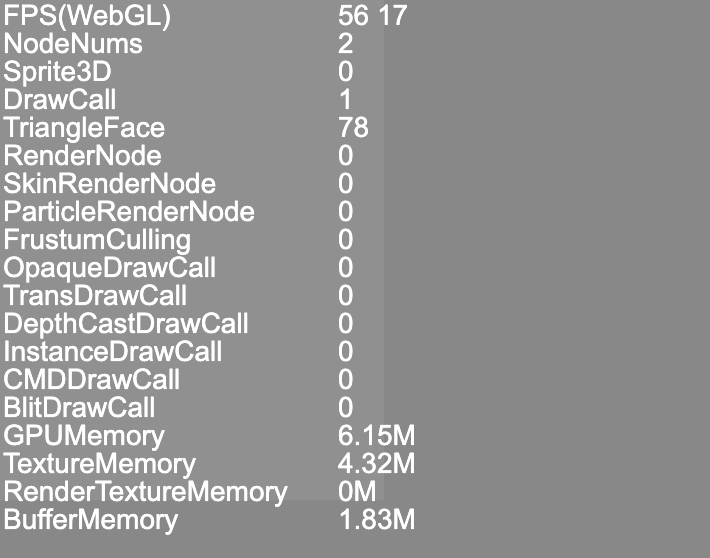 FPS(WebGL) 56 17
NodeNums 2
Sprite3D 0
DrawCall 1
TriangleFace 78
RenderNode 0
SkinRenderNode 0
ParticleRenderNode 0
FrustumCulling 0
OpaqueDrawCall 0
TransDrawCall 0
DepthCastDrawCall 0
InstanceDrawCall 0
CMDDrawCall 0
BlitDrawCall 0
GPUMemory 6.15M
TextureMemory 4.32M
RenderTextureMemory 0M
BufferMemory 1.83M